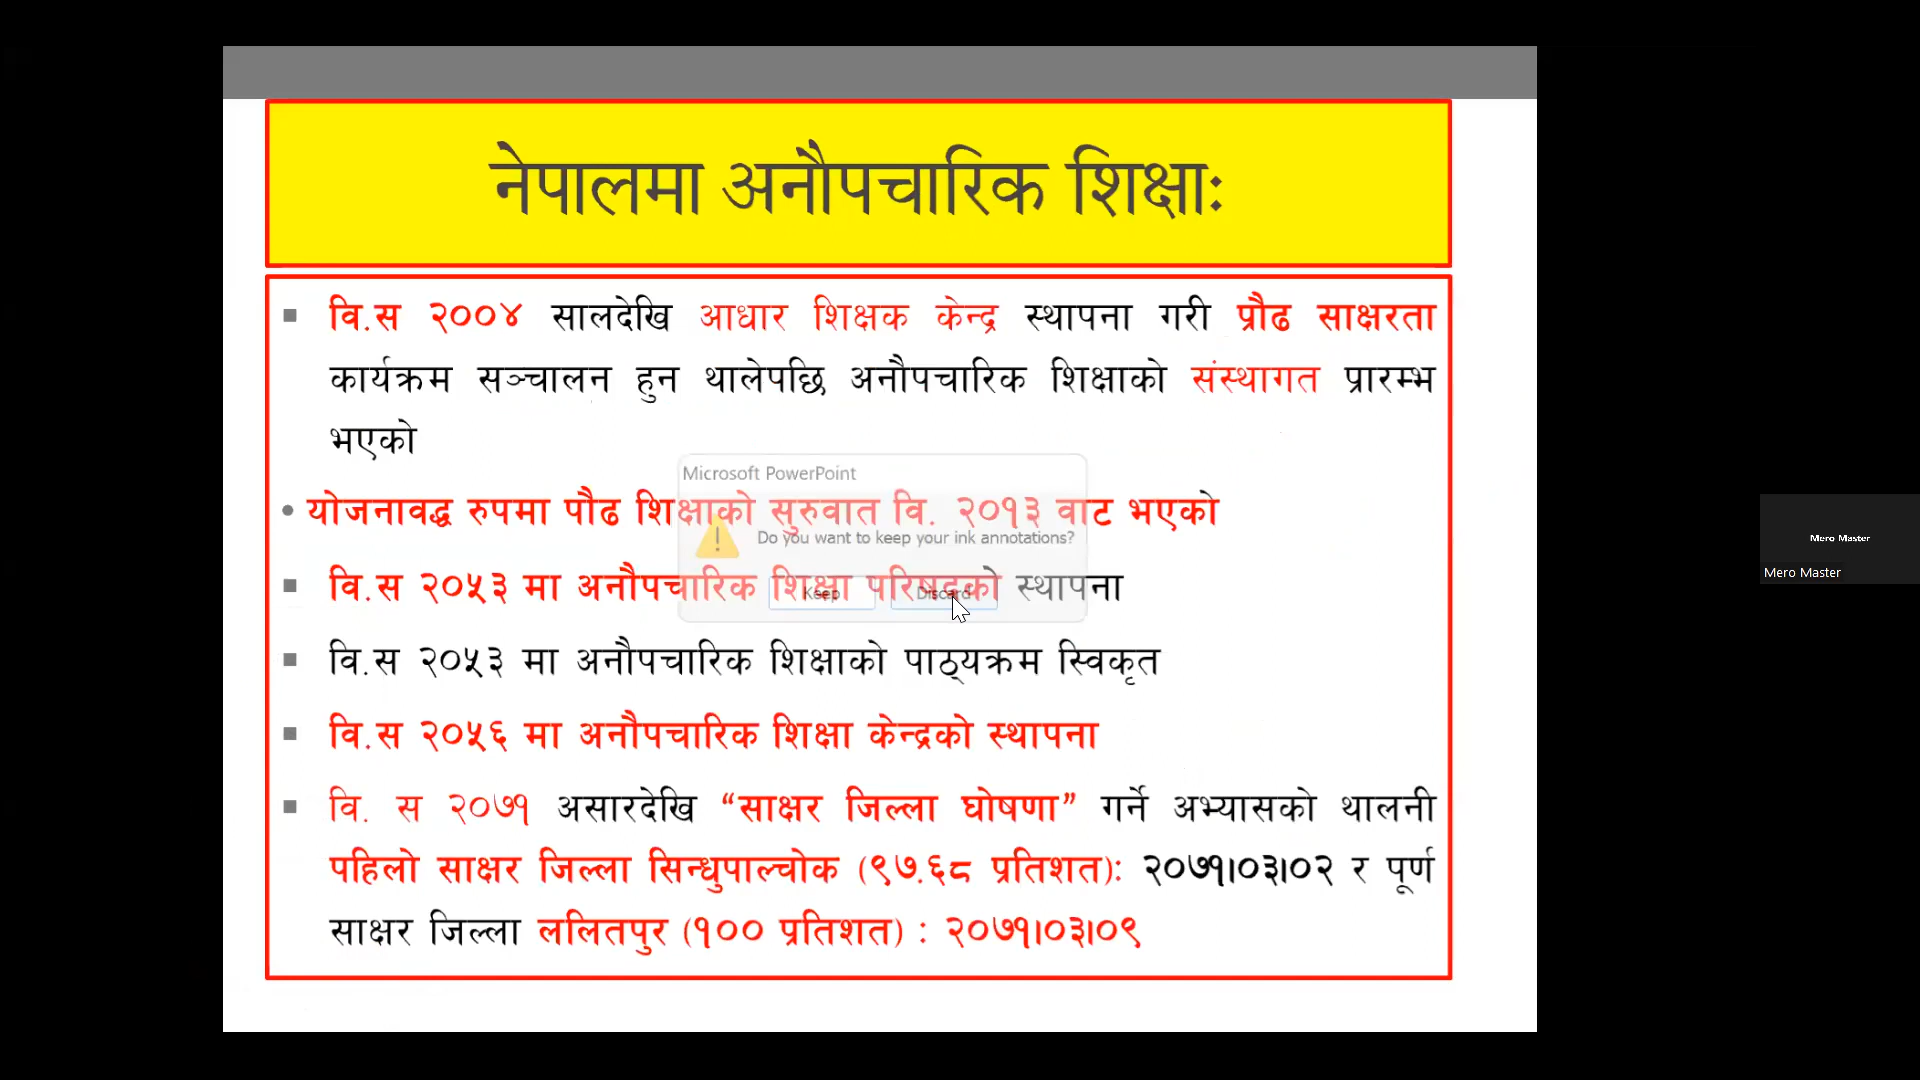 नेपालमा अनौपचारिक शिक्षाः
▪ वि.स २००४ सालदेखि आधार शिक्षक केन्द्र स्थापना गरी प्रौढ साक्षरता
कार्यक्रम सञ्चालन हुन थालेपछि अनौपचारिक शिक्षाको संस्थागत प्रारम्भ
भएको
• योजनावद्ध रुपमा पौढ शिक्षाको सुरुवात वि. २०१३ वाट भएको
▪ वि.स २०५३ मा अनौपचारिक शिक्षा परिषद्को स्थापना
▪ वि.स २०५३ मा अनौपचारिक शिक्षाको पाठ्यक्रम स्विकृत
▪ वि.स २०५६ मा अनौपचारिक शिक्षा केन्द्रको स्थापना
▪ वि. स २०७१ असारदेखि “साक्षर जिल्ला घोषणा” गर्ने अभ्यासको थालनी
पहिलो साक्षर जिल्ला सिन्धुपाल्चोक (९७.६८ प्रतिशत): २०७१।०३।०२ र पूर्ण
साक्षर जिल्ला ललितपुर (१०० प्रतिशत) : २०७१।०३।०९
Microsoft PowerPoint
Do you want to keep your ink annotations?
Keep
Discard
Mero Master
Mero Master